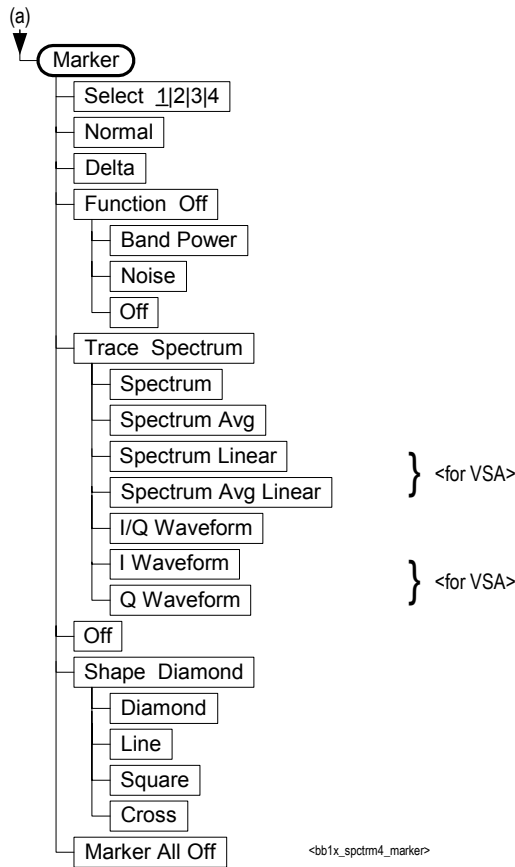 (a)
Marker
Select 1|2|3|4
Normal
Delta
Function Off
Band Power
Noise
Off
Trace Spectrum
Spectrum
Spectrum Avg
Spectrum Linear
Spectrum Avg Linear
} <for VSA>
I/Q Waveform
I Waveform
Q Waveform
} <for VSA>
Off
Shape Diamond
Diamond
Line
Square
Cross
Marker All Off
<bb1x_spctrm4_marker>